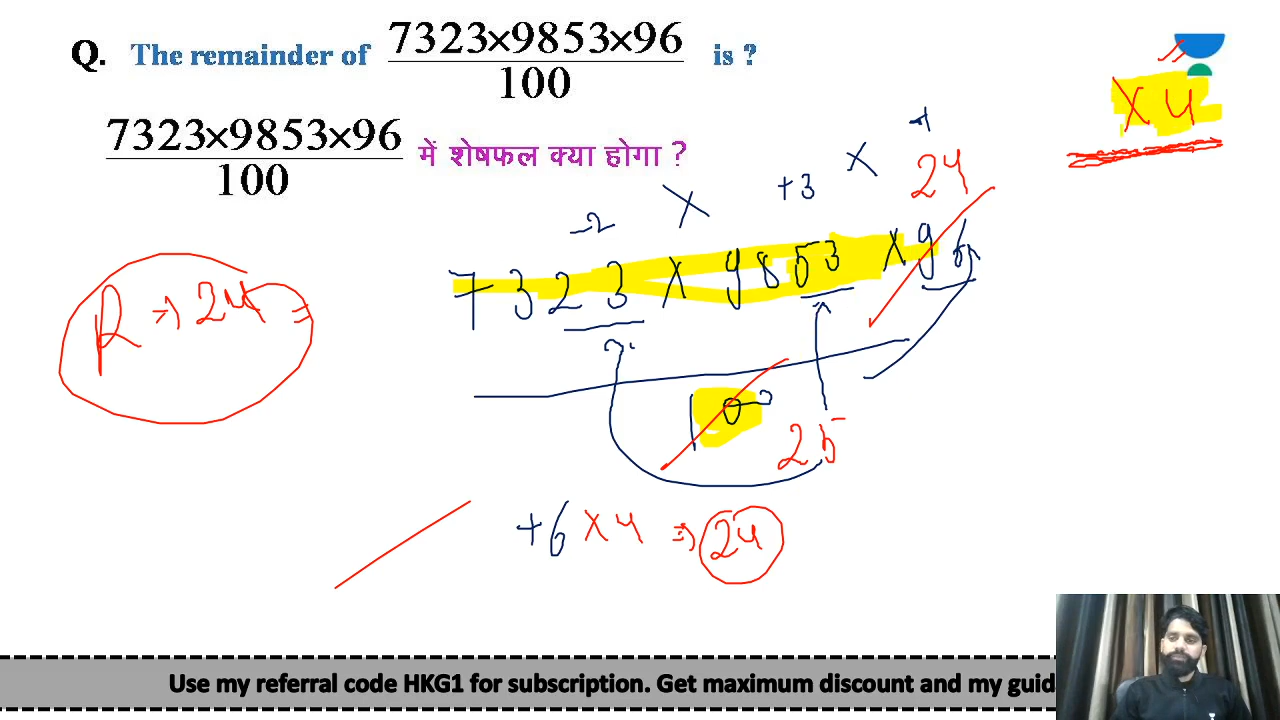 Q. The remainder of 7323×9853×96 is ?
100
7323×9853×96 में शेषफल क्या होगा ?
100
× 4
-2 × +3 × -1
24
7323 × 9853 × 96
100
25
R ⇒ 24
+6 × 4 ⇒ 24
Use my referral code HKG1 for subscription. Get maximum discount and my guid